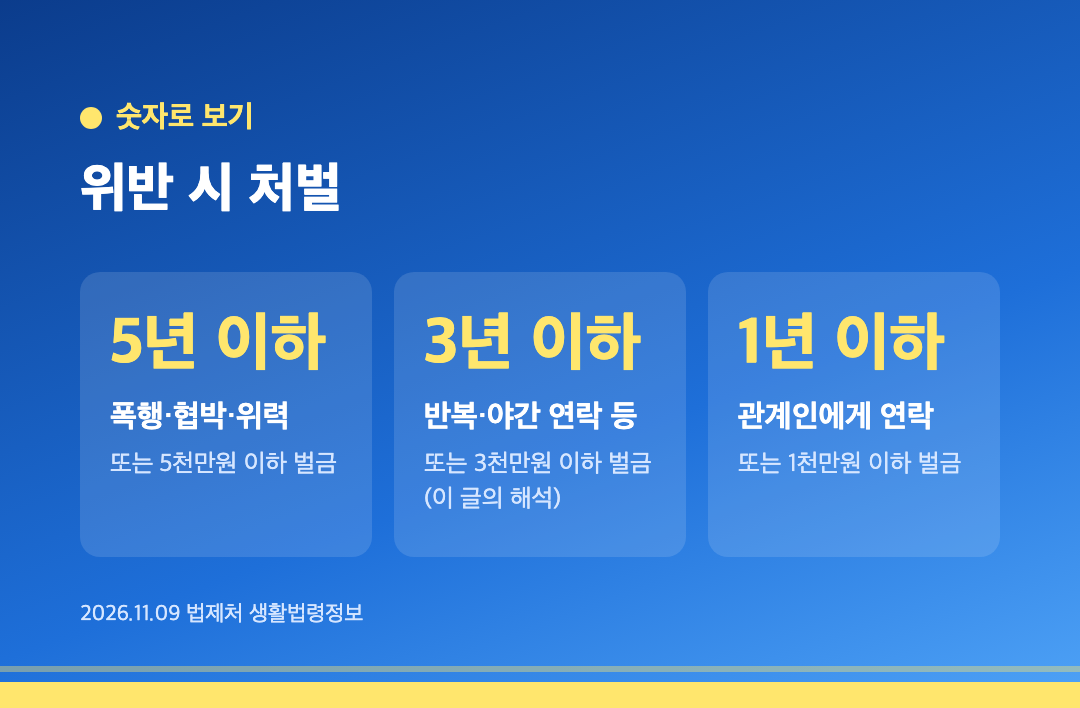 숫자로 보기
위반 시 처벌
5년 이하
폭행·협박·위력
또는 5천만원 이하 벌금
3년 이하
반복·야간 연락 등
또는 3천만원 이하 벌금
(이 글의 해석)
1년 이하
관계인에게 연락
또는 1천만원 이하 벌금
2026.11.09 법제처 생활법령정보